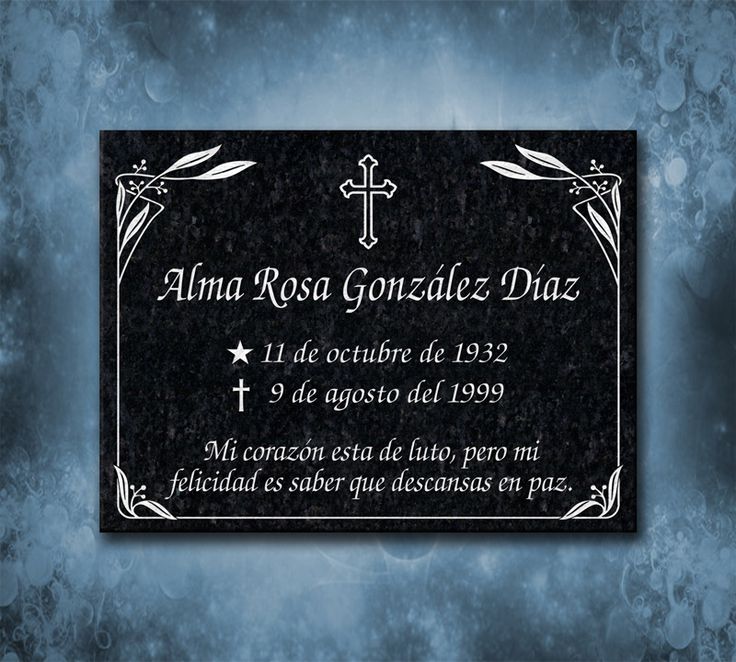 Alma Rosa González Díaz
★ 11 de octubre de 1932
✝ 9 de agosto del 1999
Mi corazón esta de luto, pero mi
felicidad es saber que descansas en paz.